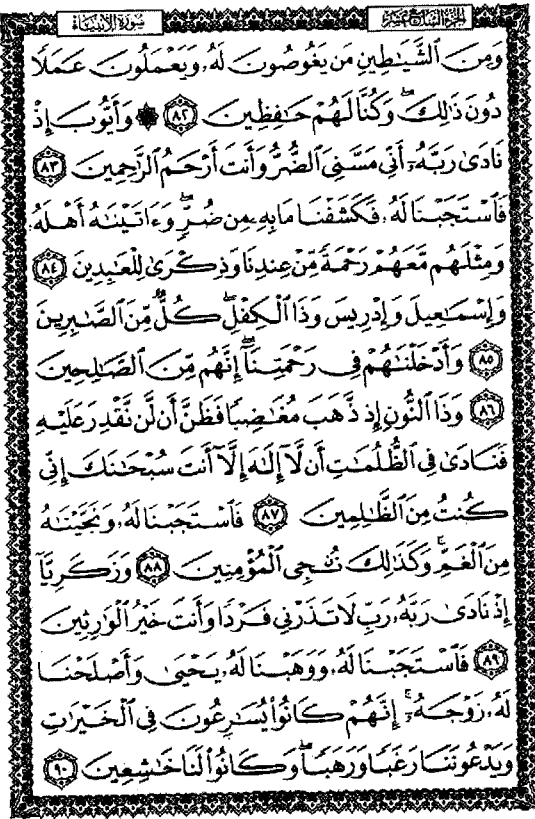 الجزء السابع عشر
سورة الأنبياء
وَمِنَ ٱلشَّيَٰطِينِ مَن يَغُوصُونَ لَهُۥ وَيَعْمَلُونَ عَمَلًا
دُونَ ذَٰلِكَ ۖ وَكُنَّا لَهُمْ حَٰفِظِينَ ٨٢ ۞ وَأَيُّوبَ إِذْ
نَادَىٰ رَبَّهُۥٓ أَنِّى مَسَّنِىَ ٱلضُّرُّ وَأَنتَ أَرْحَمُ ٱلرَّٰحِمِينَ ٨٣
فَٱسْتَجَبْنَا لَهُۥ فَكَشَفْنَا مَا بِهِۦ مِن ضُرٍّ ۖ وَءَاتَيْنَٰهُ أَهْلَهُۥ
وَمِثْلَهُم مَّعَهُمْ رَحْمَةً مِّنْ عِندِنَا وَذِكْرَىٰ لِلْعَٰبِدِينَ ٨٤
وَإِسْمَٰعِيلَ وَإِدْرِيسَ وَذَا ٱلْكِفْلِ ۖ كُلٌّ مِّنَ ٱلصَّٰبِرِينَ
٨٥ وَأَدْخَلْنَٰهُمْ فِى رَحْمَتِنَآ ۖ إِنَّهُم مِّنَ ٱلصَّٰلِحِينَ
٨٦ وَذَا ٱلنُّونِ إِذ ذَّهَبَ مُغَٰضِبًا فَظَنَّ أَن لَّن نَّقْدِرَ عَلَيْهِ
فَنَادَىٰ فِى ٱلظُّلُمَٰتِ أَن لَّآ إِلَٰهَ إِلَّآ أَنتَ سُبْحَٰنَكَ إِنِّى
كُنتُ مِنَ ٱلظَّٰلِمِينَ ٨٧ فَٱسْتَجَبْنَا لَهُۥ وَنَجَّيْنَٰهُ
مِنَ ٱلْغَمِّ ۚ وَكَذَٰلِكَ نُۨجِى ٱلْمُؤْمِنِينَ ٨٨ وَزَكَرِيَّآ
إِذْ نَادَىٰ رَبَّهُۥ رَبِّ لَا تَذَرْنِى فَرْدًا وَأَنتَ خَيْرُ ٱلْوَٰرِثِينَ
٨٩ فَٱسْتَجَبْنَا لَهُۥ وَوَهَبْنَا لَهُۥ يَحْيَىٰ وَأَصْلَحْنَا
لَهُۥ زَوْجَهُۥٓ ۚ إِنَّهُمْ كَانُوا۟ يُسَٰرِعُونَ فِى ٱلْخَيْرَٰتِ
وَيَدْعُونَنَا رَغَبًا وَرَهَبًا ۖ وَكَانُوا۟ لَنَا خَٰشِعِينَ ٩٠